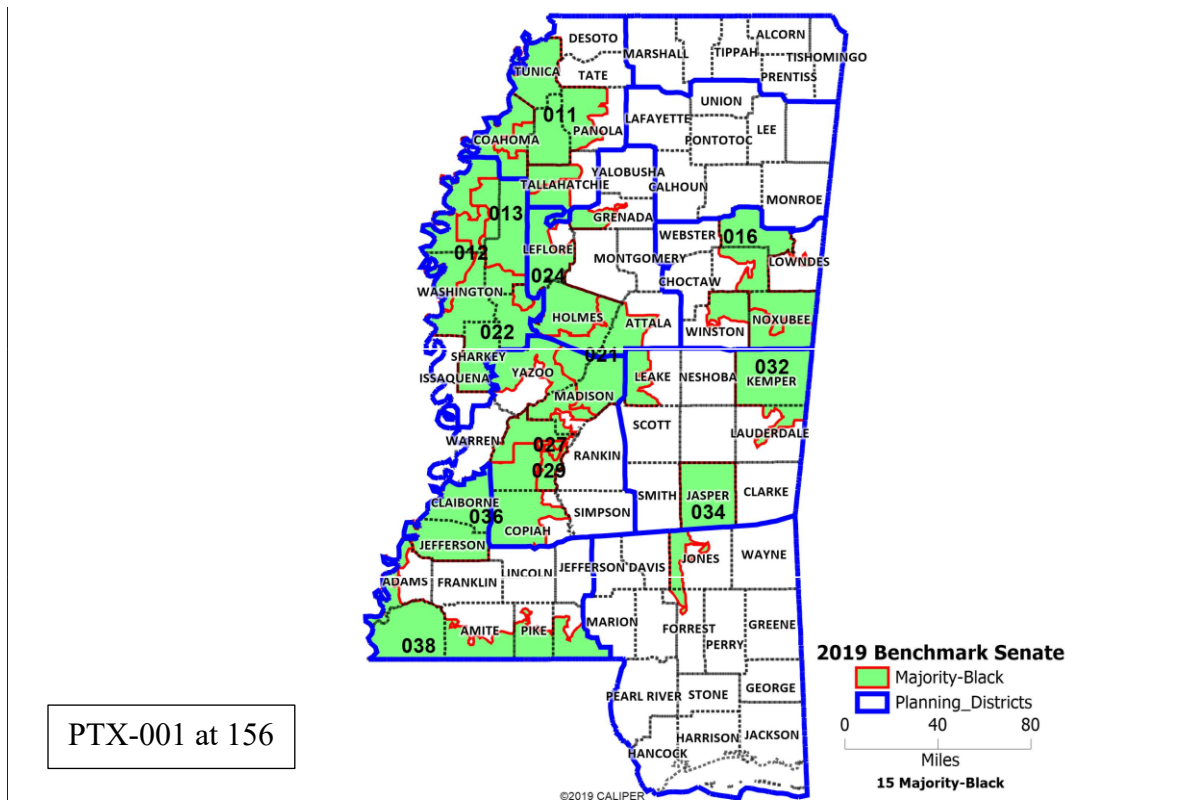 DESOTO
ALCORN
MARSHALL
TIPPAH
TISHOMINGO
TUNICA
TATE
PRENTISS
UNION
011
LAFAYETTE
LEE
PANOLA
COAHOMA
PONTOTOC
YALOBUSHA
TALLAHATCHIE
CALHOUN
MONROE
013
GRENADA
WEBSTER
016
012
LEFLORE
MONTGOMERY
LOWNDES
024
CHOCTAW
WASHINGTON
HOLMES
ATTALA
NOXUBEE
022
WINSTON
SHARKEY
021
ISSAQUENA
YAZOO
LEAKE
NESHOBA
032
KEMPER
MADISON
SCOTT
WARREN
027
LAUDERDALE
RANKIN
029
SMITH
JASPER
CLARKE
CLAIBORNE
036
COPIAH
SIMPSON
034
JEFFERSON
JEFFERSON DAVIS
JONES
WAYNE
ADAMS
FRANKLIN
LINCOLN
MARION
FORREST
GREENE
AMITE
PIKE
PERRY
038
2019 Benchmark Senate
Majority-Black
Planning_Districts
PEARL RIVER
STONE
GEORGE
0 40 80
Miles
15 Majority-Black
HARRISON
JACKSON
HANCOCK
PTX-001 at 156
©2019 CALIPER